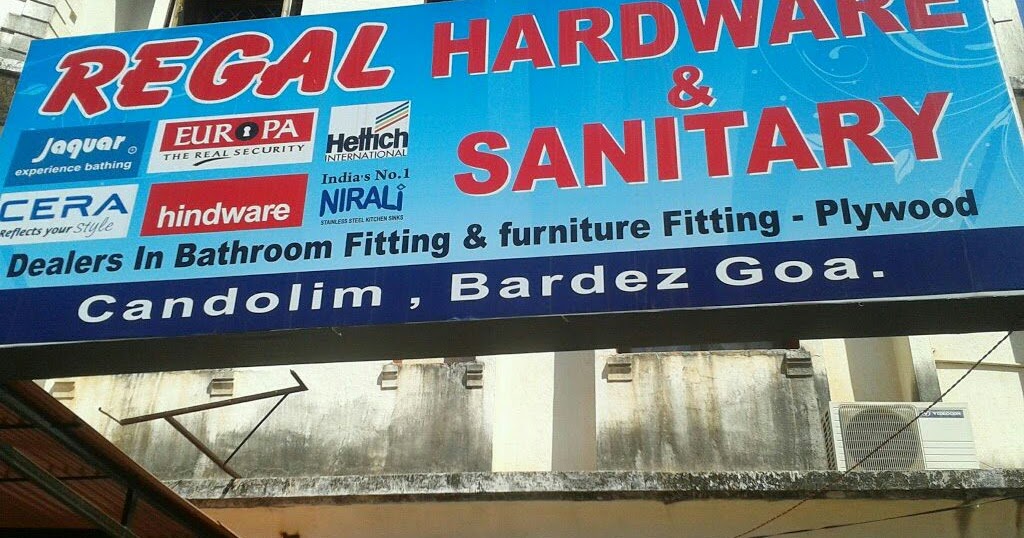 REGAL HARDWARE
&
SANITARY
Jaquar
experience bathing
EUROPA
THE REAL SECURITY
Hettich
INTERNATIONAL
CERA
Reflects your Style
hindware
India's No.1
NIRALI
STAINLESS STEEL KITCHEN SINKS
Dealers In Bathroom Fitting & furniture Fitting - Plywood
Candolim , Bardez Goa.
VIDEOCON